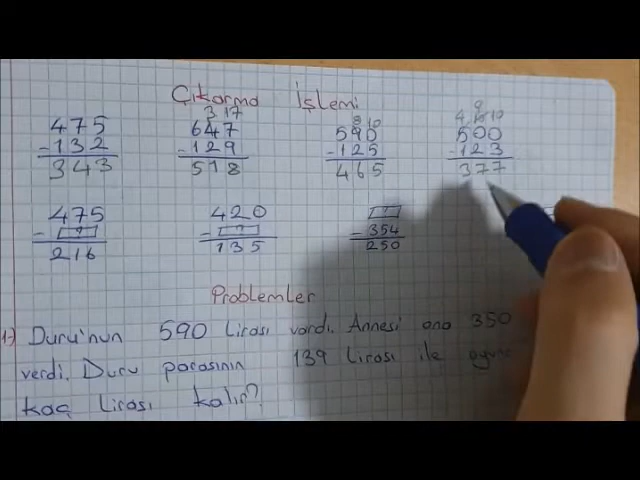 Çıkarma İşlemi
3 17 8 10 4 9 10 10
475 647 590 500
-132 -129 -125 -123
343 518 465 377
475 420 ?
- ? - ? -354
216 135 250
Problemler
1-) Duru'nun 590 Lirası vardı. Annesi ona 350
verdi. Duru parasının 139 lirası ile
kaç Lirası kalır?